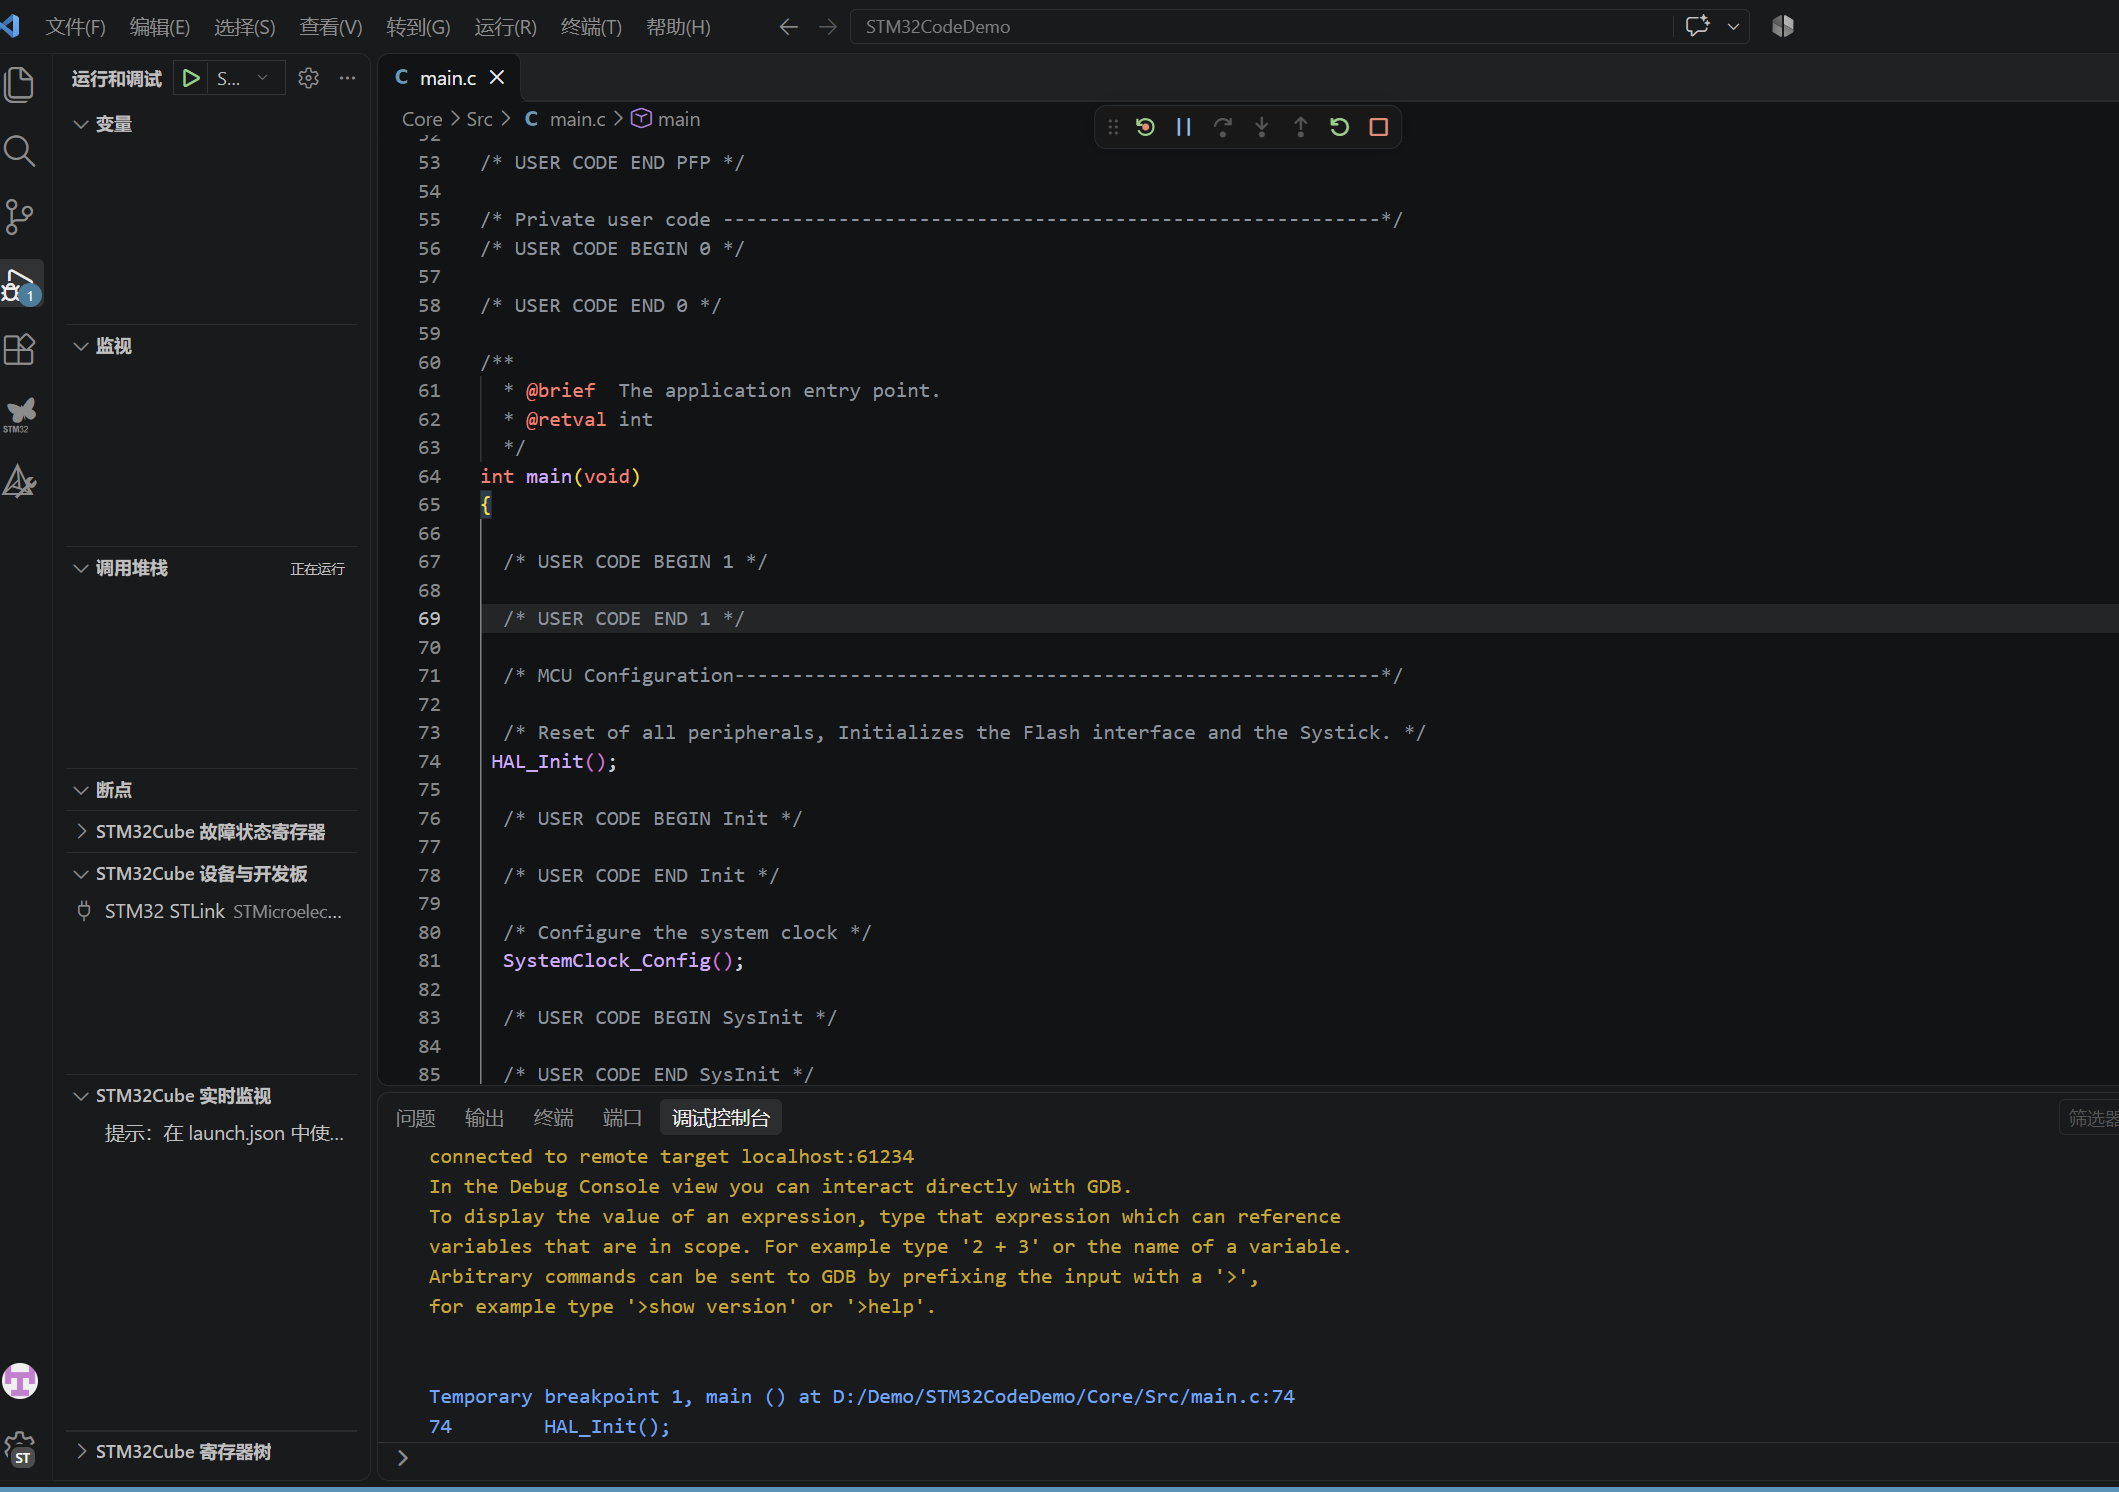 文件(F) 编辑(E) 选择(S) 查看(V) 转到(G) 运行(R) 终端(T) 帮助(H) STM32CodeDemo
运行和调试 S...
变量
监视
调用堆栈 正在运行
断点
STM32Cube 故障状态寄存器
STM32Cube 设备与开发板
STM32 STLink STMicroelec...
STM32Cube 实时监视
提示：在 launch.json 中使...
STM32Cube 寄存器树
1
STM32
ST
C main.c
Core > Src > C main.c > main
52
53 /* USER CODE END PFP */
54
55 /* Private user code ---------------------------------------------------------*/
56 /* USER CODE BEGIN 0 */
57
58 /* USER CODE END 0 */
59
60 /**
61 * @brief  The application entry point.
62 * @retval int
63 */
64 int main(void)
65 {
66
67 /* USER CODE BEGIN 1 */
68
69 /* USER CODE END 1 */
70
71 /* MCU Configuration--------------------------------------------------------*/
72
73 /* Reset of all peripherals, Initializes the Flash interface and the Systick. */
74 HAL_Init();
75
76 /* USER CODE BEGIN Init */
77
78 /* USER CODE END Init */
79
80 /* Configure the system clock */
81 SystemClock_Config();
82
83 /* USER CODE BEGIN SysInit */
84
85 /* USER CODE END SysInit */
问题 输出 终端 端口 调试控制台 筛选器
connected to remote target localhost:61234
In the Debug Console view you can interact directly with GDB.
To display the value of an expression, type that expression which can reference
variables that are in scope. For example type '2 + 3' or the name of a variable.
Arbitrary commands can be sent to GDB by prefixing the input with a '>',
for example type '>show version' or '>help'.
Temporary breakpoint 1, main () at D:/Demo/STM32CodeDemo/Core/Src/main.c:74
74 HAL_Init();
>